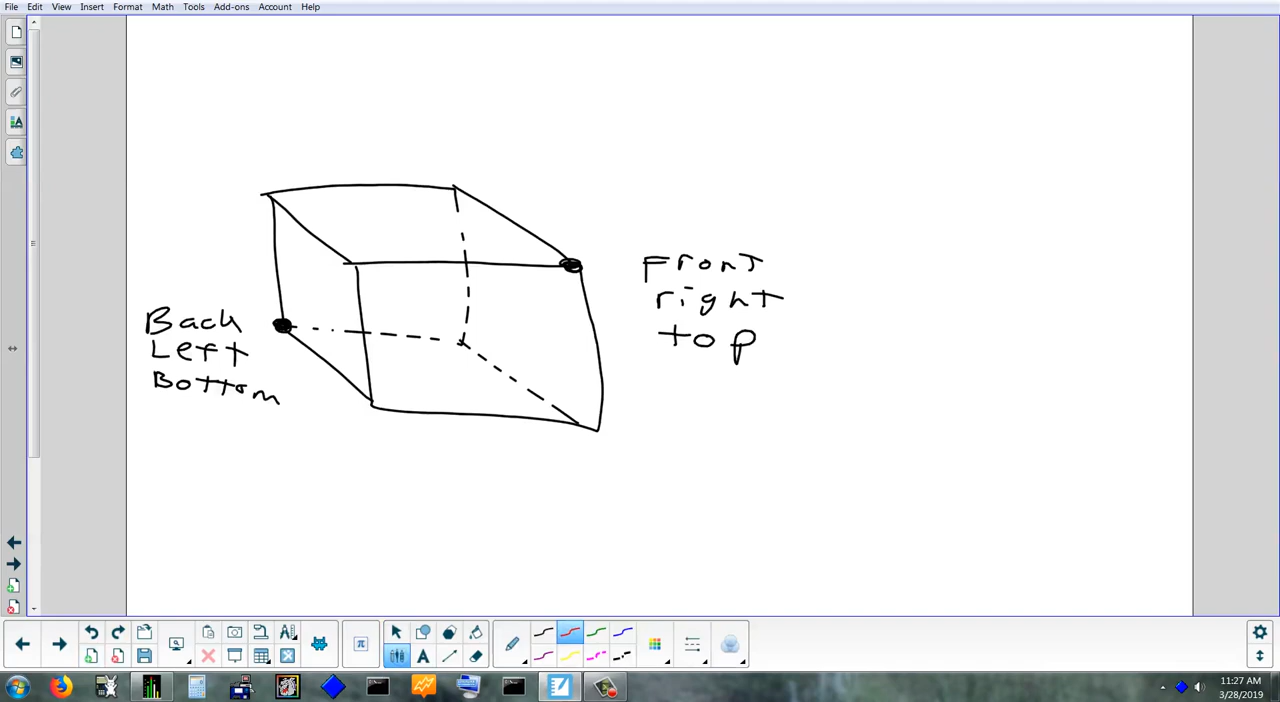 File Edit View Insert Format Math Tools Add-ons Account Help
Front
right
top
Back
Left
Bottom
A
π
A
11:27 AM
3/28/2019